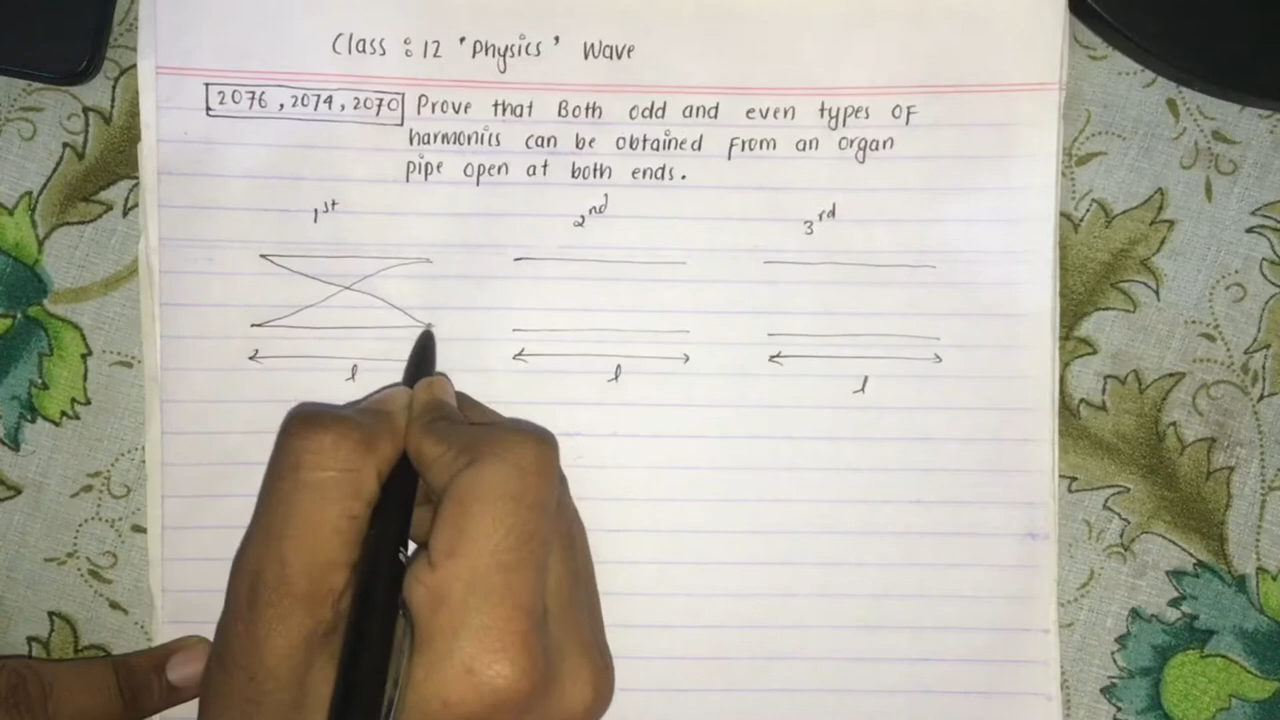 Class : 12 'Physics' Wave
2076, 2074, 2070 Prove that Both odd and even types OF
harmonics can be obtained From an organ
pipe open at both ends.
1st 2nd 3rd
l l l